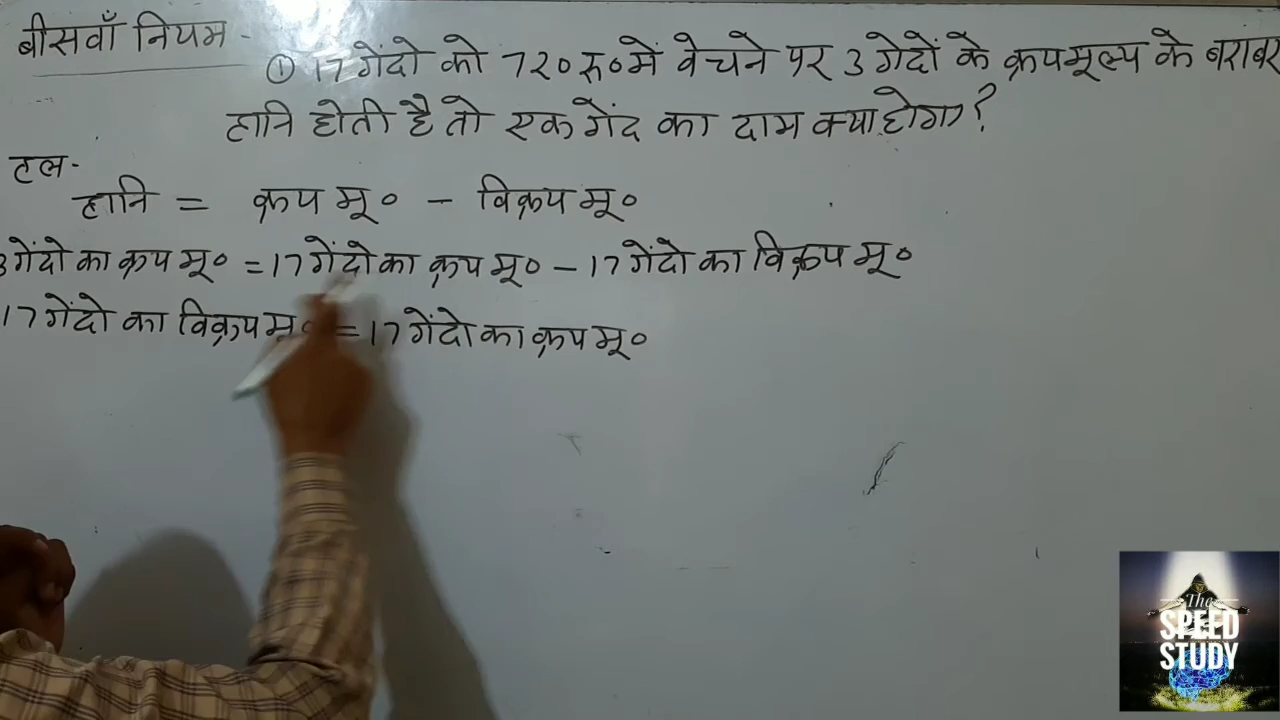 बीसवाँ नियम-
① 17 गेंदो को 720 रु० में बेचने पर 3 गेदों के क्रयमूल्य के बराबर
हानि होती है तो एक गेंद का दाम क्या होगा?
हल-
हानि = क्रय मू० - विक्रय मू०
3 गेंदो का क्रय मू० = 17 गेंदो का क्रय मू० - 17 गेंदो का विक्रय मू०
17 गेंदो का विक्रय मू० = 17 गेंदो का क्रय मू०
The
SPEED
STUDY